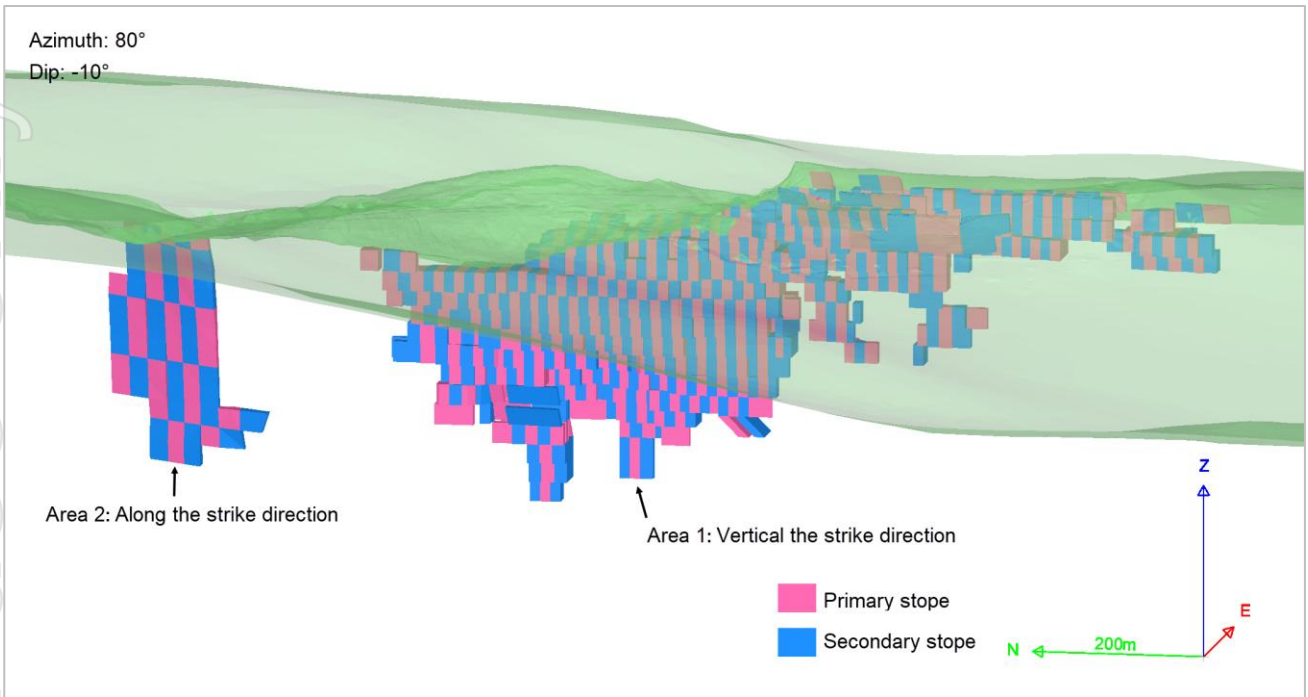 Azimuth: 80°
Dip: -10°
Area 2: Along the strike direction
Area 1: Vertical the strike direction
Primary stope
Secondary stope
Z
E
N
200m